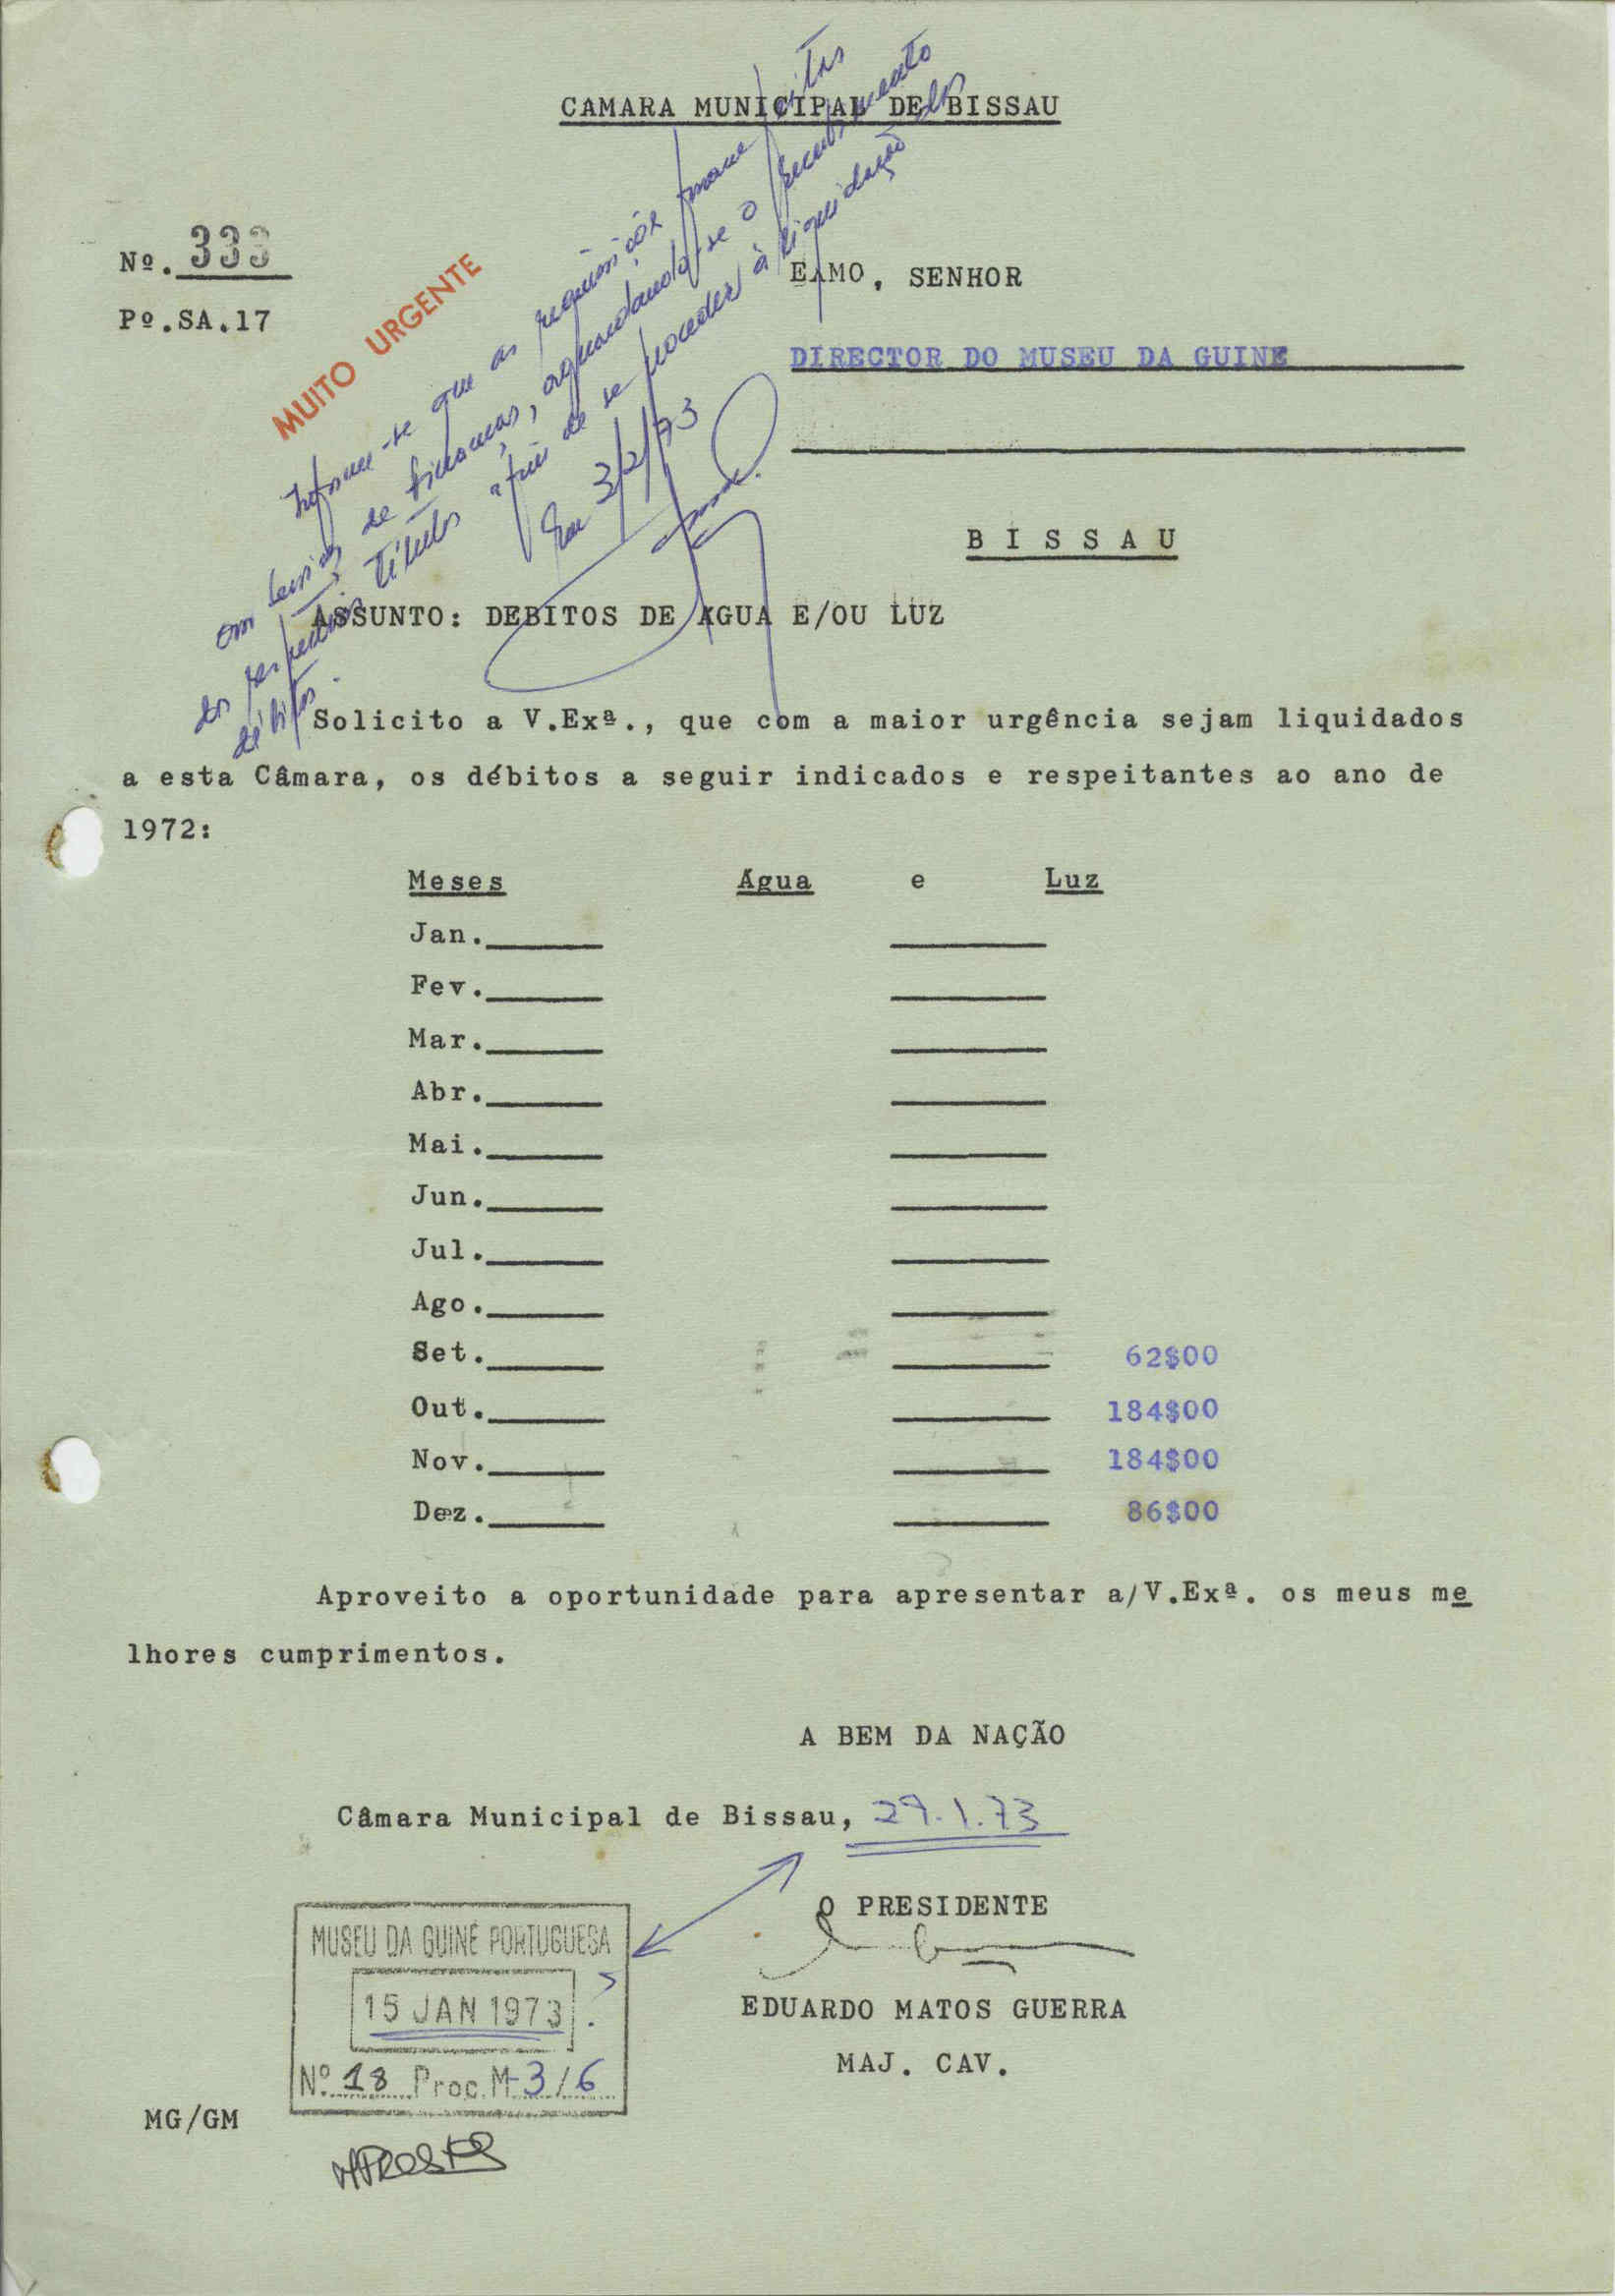 CAMARA MUNICIPAL DE BISSAU
Nº. 333
Pº.SA.17
MUITO URGENTE
EXMO, SENHOR
DIRECTOR DO MUSEU DA GUINE
BISSAU
Informe-se que as requisições foram feitas
em de finanças, aguardando-se o recebimento
dos respectivos títulos afim de se proceder à liquidação dos
débitos.
Em 3/2/73
ASSUNTO: DEBITOS DE AGUA E/OU LUZ
Solicito a V.Exª., que com a maior urgência sejam liquidados
a esta Câmara, os débitos a seguir indicados e respeitantes ao ano de
1972:
Meses Água e Luz
Jan.
Fev.
Mar.
Abr.
Mai.
Jun.
Jul.
Ago.
Set. 62$00
Out. 184$00
Nov. 184$00
Dez. 86$00
Aproveito a oportunidade para apresentar a/V.Exª. os meus me
lhores cumprimentos.
A BEM DA NAÇÃO
Câmara Municipal de Bissau, 29.1.73
O PRESIDENTE
EDUARDO MATOS GUERRA
MAJ. CAV.
MUSEU DA GUINÉ PORTUGUESA
15 JAN 1973 ?
Nº 18 Proc. M-3/6
MG/GM